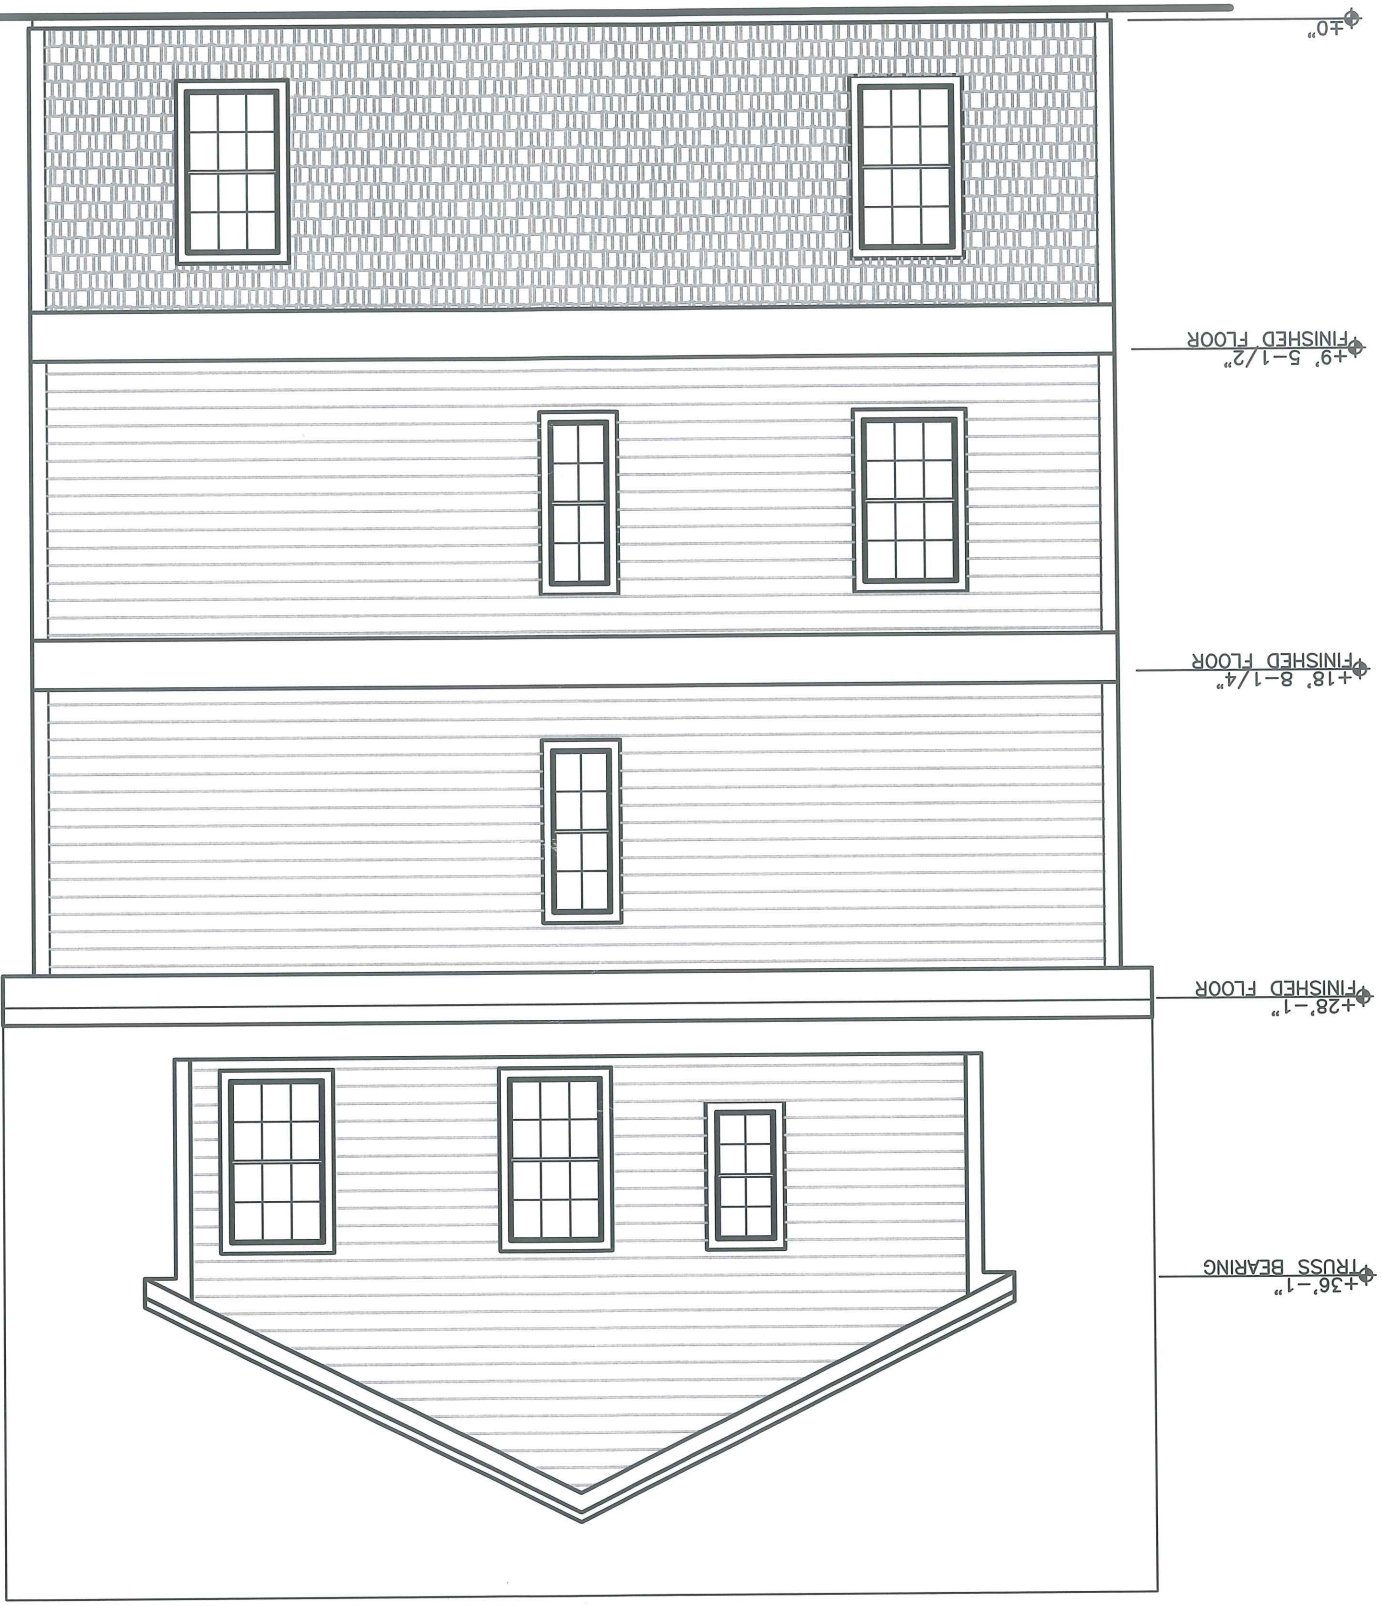 ±0"
FINISHED FLOOR
+9' 5-1/2"
FINISHED FLOOR
+18' 8-1/4"
FINISHED FLOOR
+28'-1"
TRUSS BEARING
+36'-1"